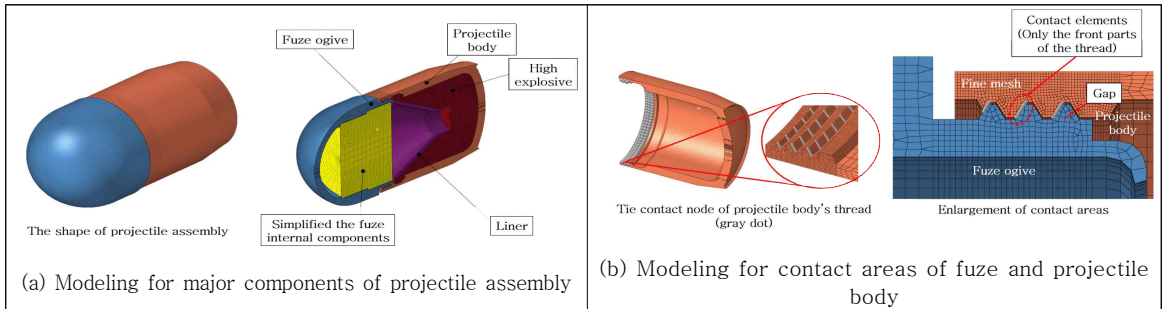 Fuze ogive
Projectile
body
High
explosive
Simplified the fuze
internal components
Liner
The shape of projectile assembly
(a) Modeling for major components of projectile assembly
Contact elements
(Only the front parts
of the thread)
Fine mesh
Gap
Projectile
body
Fuze ogive
Tie contact node of projectile body's thread
(gray dot)
Enlargement of contact areas
(b) Modeling for contact areas of fuze and projectile
body